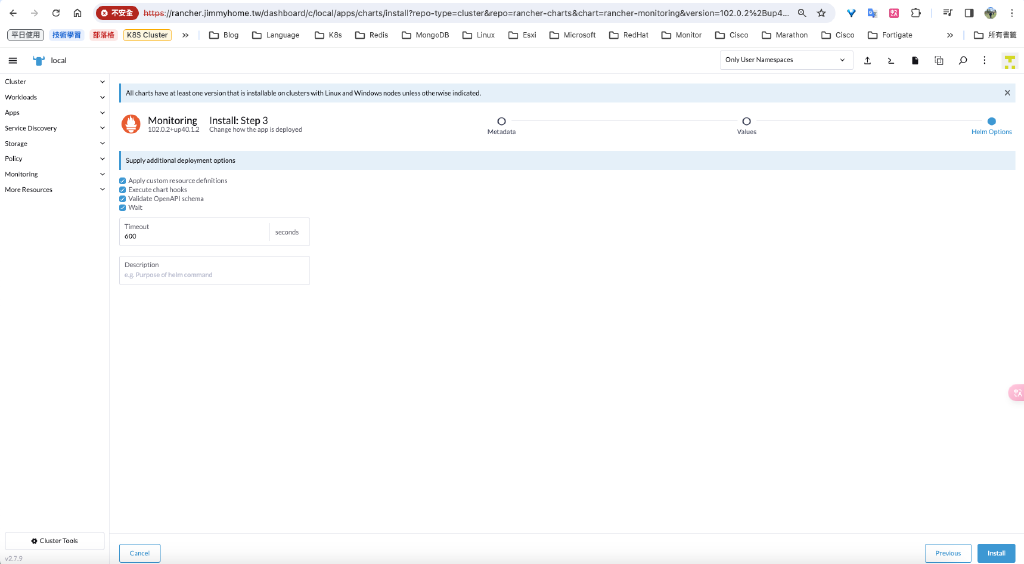 不安全 https://rancher.jimmyhome.tw/dashboard/c/local/apps/charts/install?repo-type=cluster&repo=rancher-charts&chart=rancher-monitoring&version=102.0.2%2Bup4...
平日使用 技術學習 部落格 K8S Cluster » Blog Language K8s Redis MongoDB Linux Esxi Microsoft RedHat Monitor Cisco Marathon Cisco Fortigate » 所有書籤
local Only User Namespaces
Cluster
Workloads
Apps
Service Discovery
Storage
Policy
Monitoring
More Resources
All charts have at least one version that is installable on clusters with Linux and Windows nodes unless otherwise indicated.
Monitoring Install: Step 3
102.0.2+up40.1.2 Change how the app is deployed
Metadata Values Helm Options
Supply additional deployment options
Apply custom resource definitions
Execute chart hooks
Validate OpenAPI schema
Wait
Timeout
600 seconds
Description
e.g. Purpose of helm command
Cluster Tools
v2.7.9
Cancel Previous Install